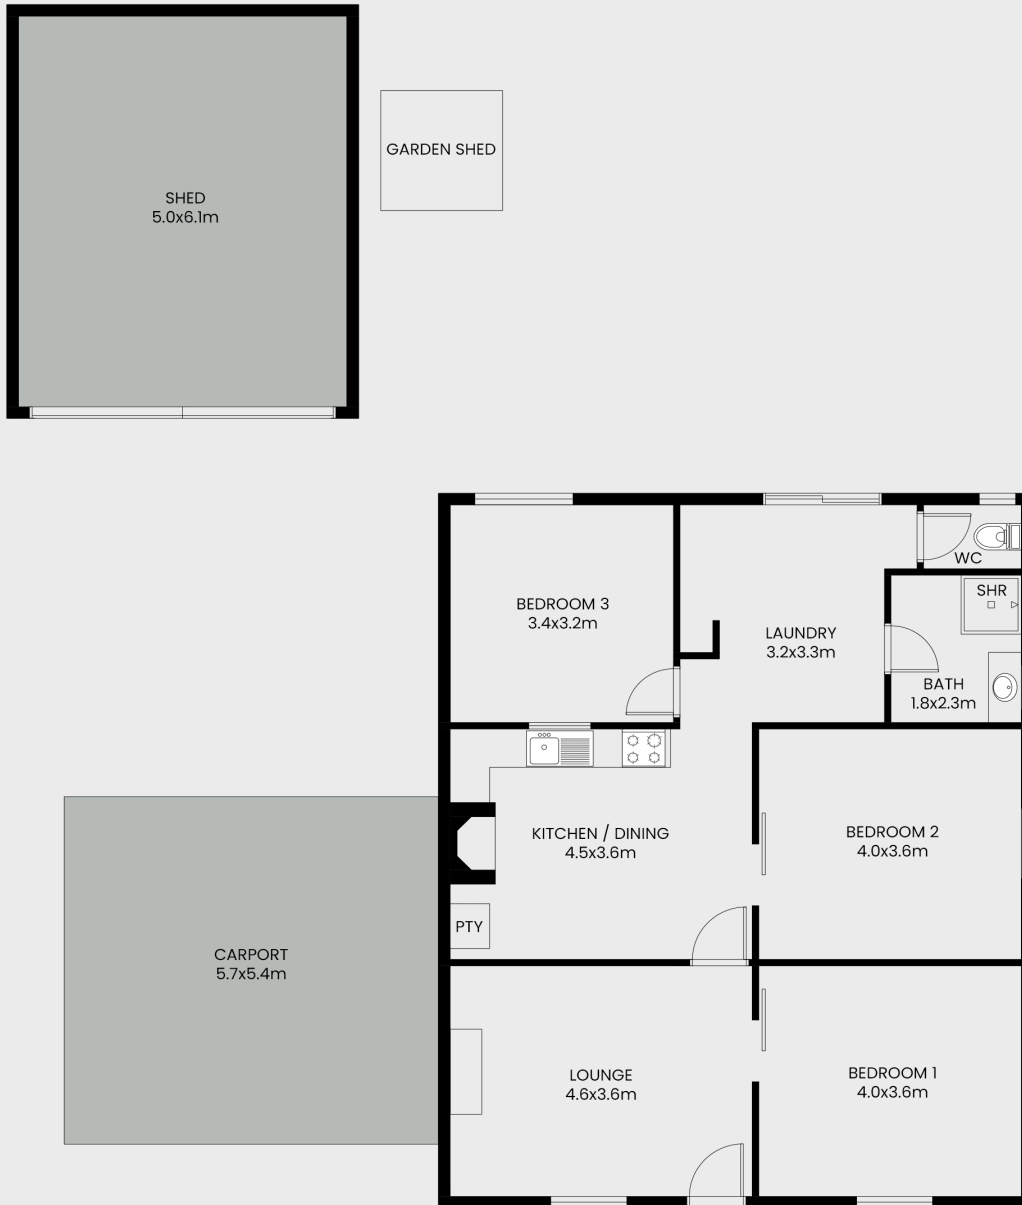 SHED
5.0x6.1m
GARDEN SHED
WC
SHR
BEDROOM 3
3.4x3.2m
LAUNDRY
3.2x3.3m
BATH
1.8x2.3m
KITCHEN / DINING
4.5x3.6m
BEDROOM 2
4.0x3.6m
PTY
CARPORT
5.7x5.4m
LOUNGE
4.6x3.6m
BEDROOM 1
4.0x3.6m